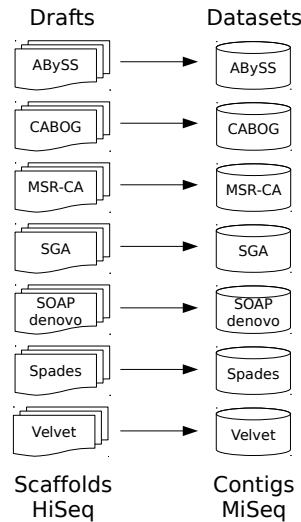 Drafts Datasets
ABySS ABySS
CABOG CABOG
MSR-CA MSR-CA
SGA SGA
SOAP SOAP
denovo denovo
Spades Spades
Velvet Velvet
Scaffolds Contigs
HiSeq MiSeq